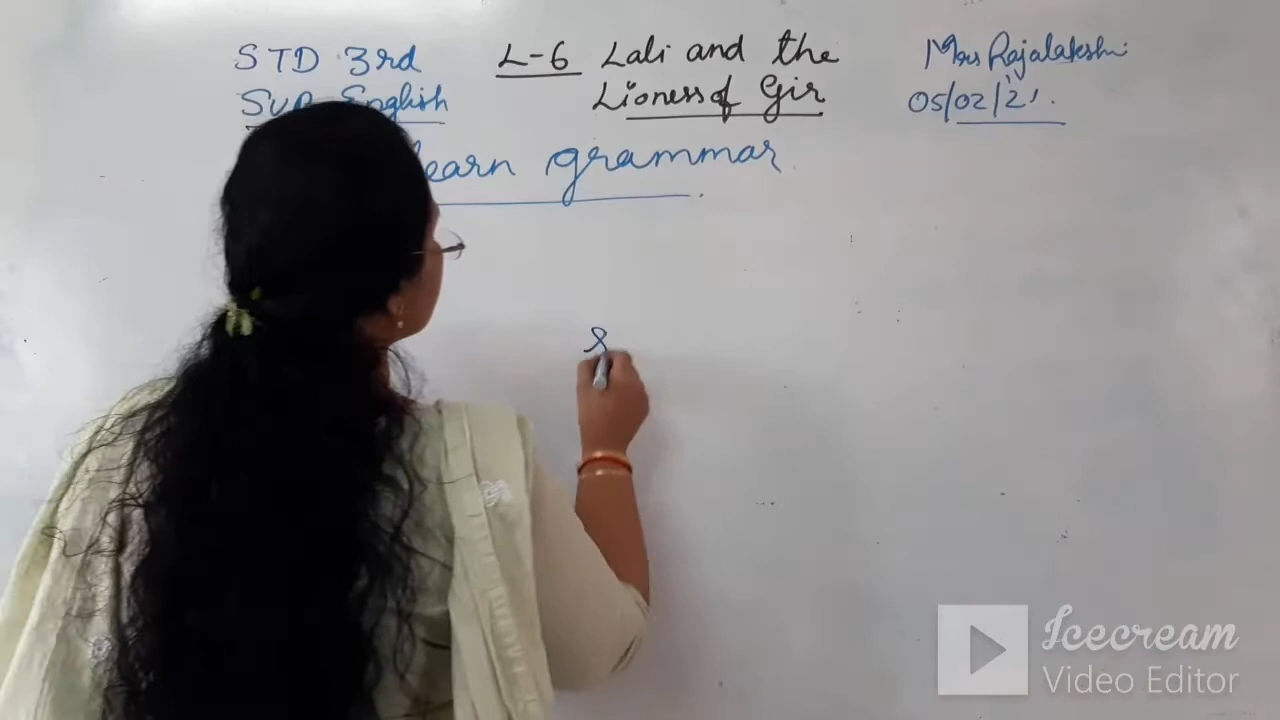 STD 3rd L-6 Lali and the Mrs Rajalakshmi
Sub English Lioness of Gir 05/02/21.
learn grammar
Icecream
Video Editor